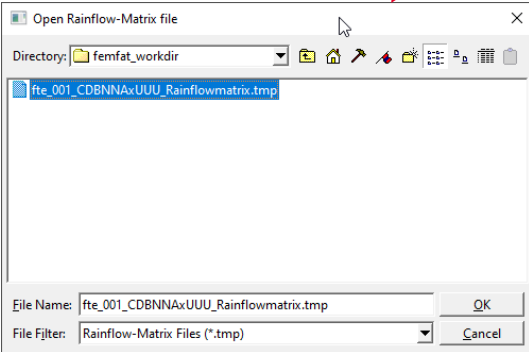 Open Rainflow-Matrix file
Directory: femfat_workdir
fte_001_CDBNNAxUUU_Rainflowmatrix.tmp
File Name: fte_001_CDBNNAxUUU_Rainflowmatrix.tmp OK
File Filter: Rainflow-Matrix Files (*.tmp) Cancel